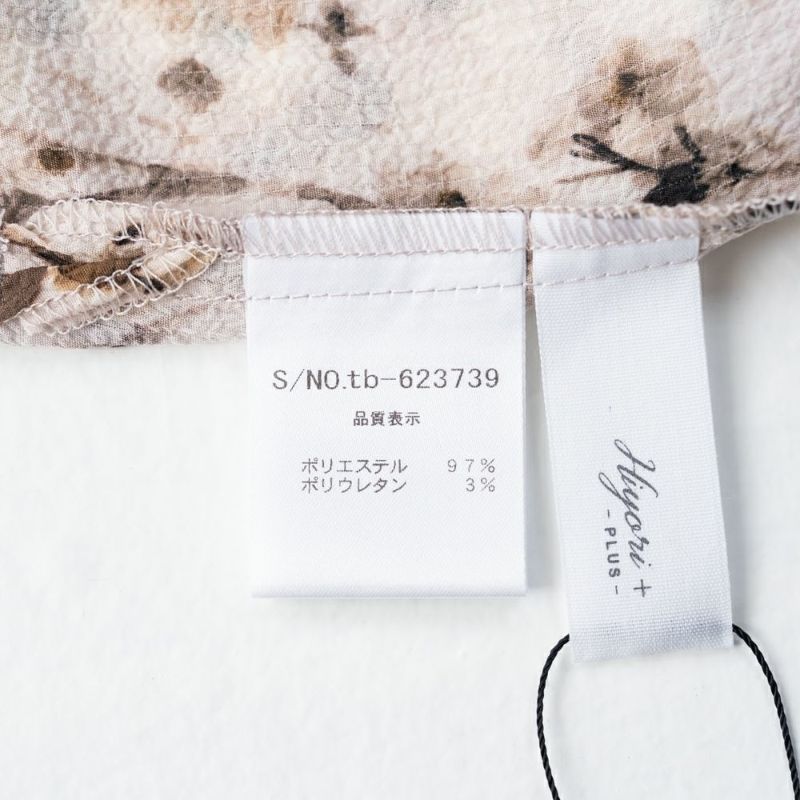 S/NO.tb-623739
品質表示
ポリエステル 97%
ポリウレタン 3%
Hiyori +
-PLUS-